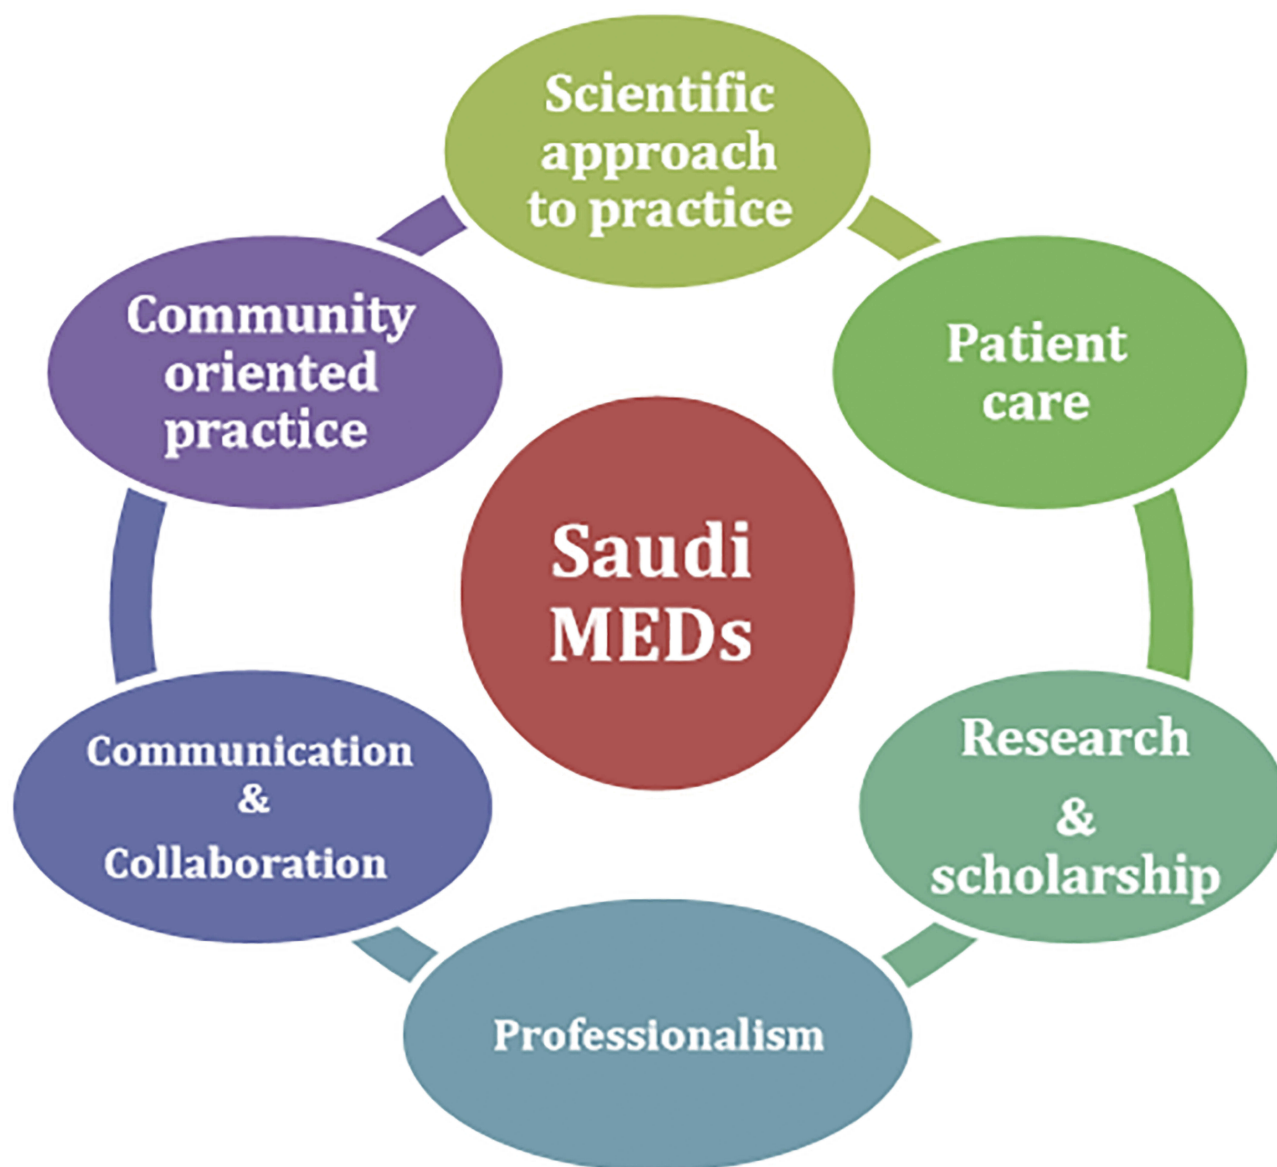 Scientific
approach
to practice
Community
oriented
practice
Patient
care
Saudi
MEDs
Communication
&
Collaboration
Research
&
scholarship
Professionalism